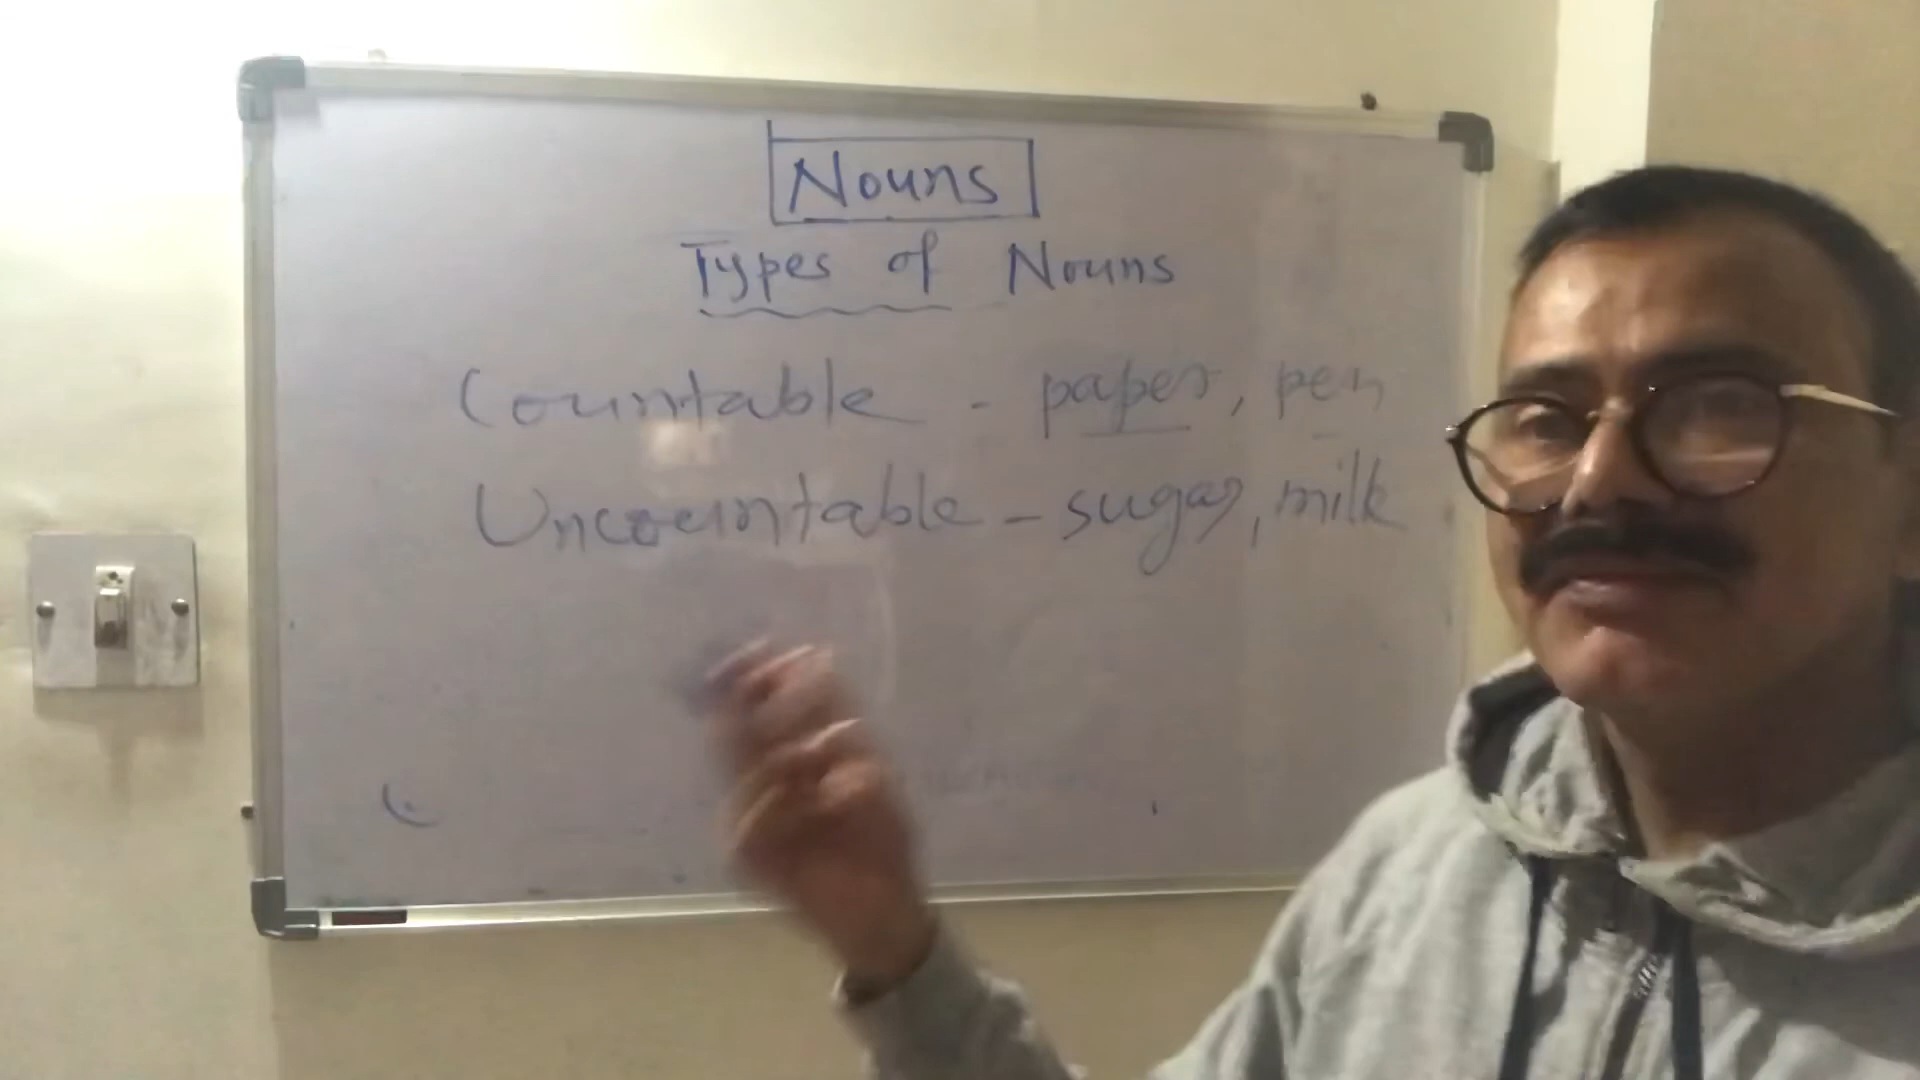 Nouns
Types of Nouns
Countable - paper, pen
Uncountable - sugar, milk